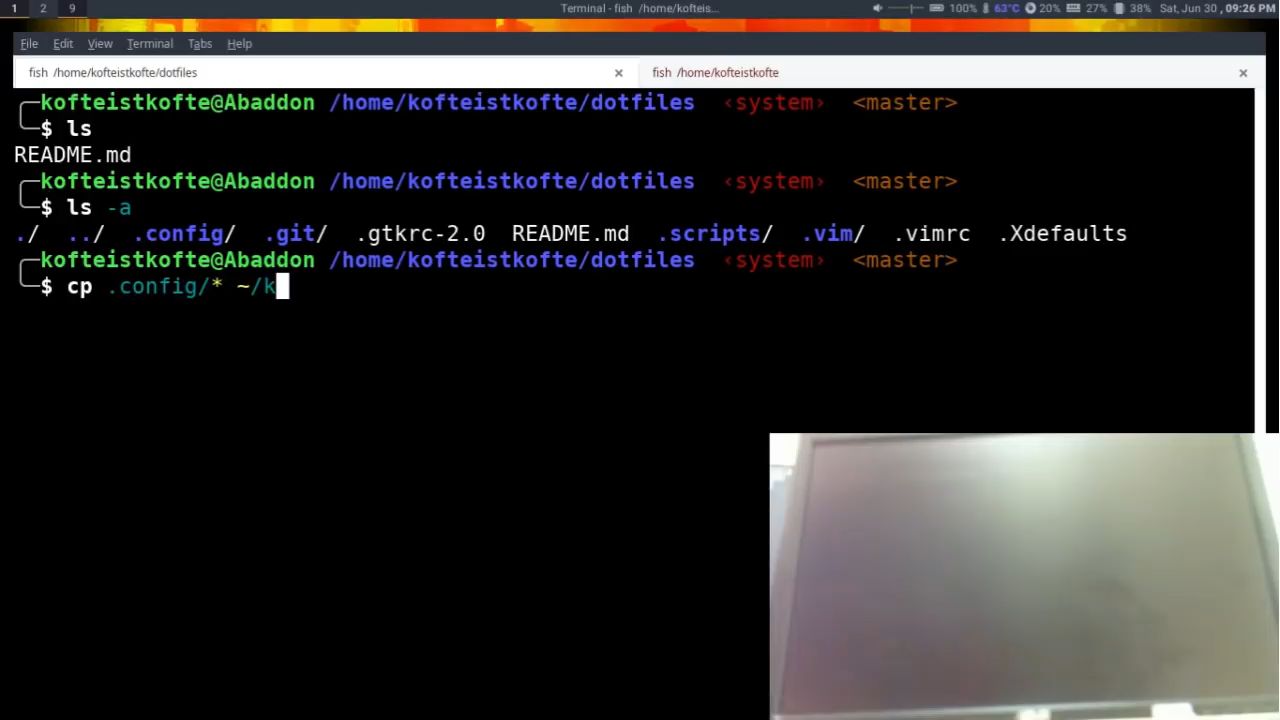 1 2 9 Terminal - fish /home/kofteis... 100% 63°C 20% 27% 38% Sat, Jun 30 , 09:26 PM
File Edit View Terminal Tabs Help
fish /home/kofteistkofte/dotfiles × fish /home/kofteistkofte ×
kofteistkofte@Abaddon /home/kofteistkofte/dotfiles ‹system› <master>
$ ls
README.md
kofteistkofte@Abaddon /home/kofteistkofte/dotfiles ‹system› <master>
$ ls -a
./ ../ .config/ .git/ .gtkrc-2.0 README.md .scripts/ .vim/ .vimrc .Xdefaults
kofteistkofte@Abaddon /home/kofteistkofte/dotfiles ‹system› <master>
$ cp .config/* ~/k